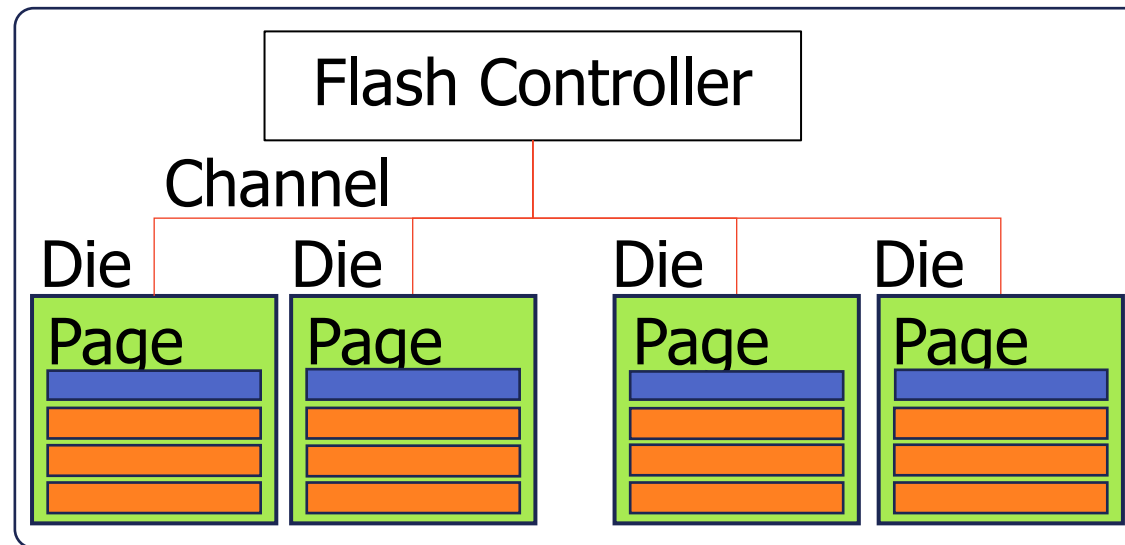 Flash Controller
Channel
Die Die Die Die
Page Page Page Page